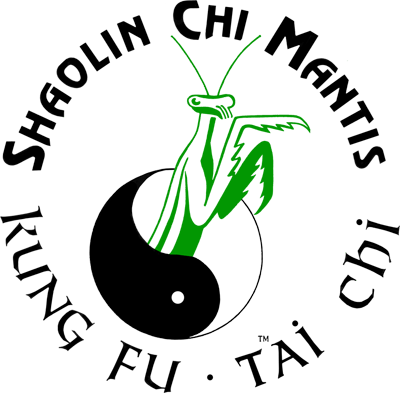 SHAOLIN CHI MANTIS
KUNG FU · TAI CHI
TM